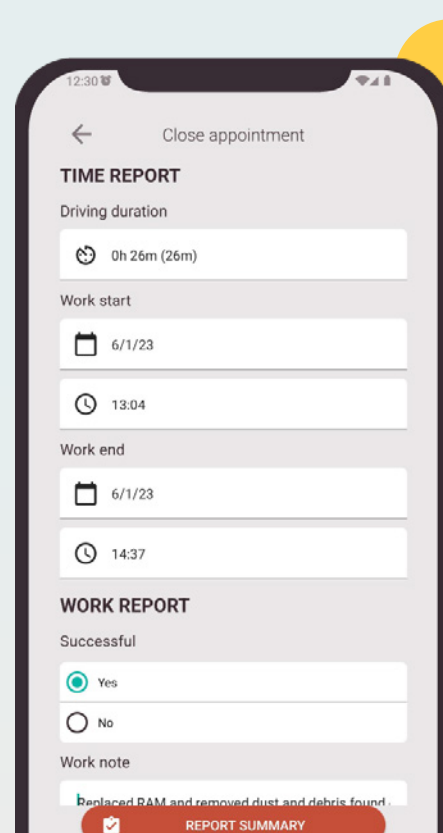 12:30
Close appointment
TIME REPORT
Driving duration
0h 26m (26m)
Work start
6/1/23
13:04
Work end
6/1/23
14:37
WORK REPORT
Successful
Yes
No
Work note
Replaced RAM and removed dust and debris found
REPORT SUMMARY